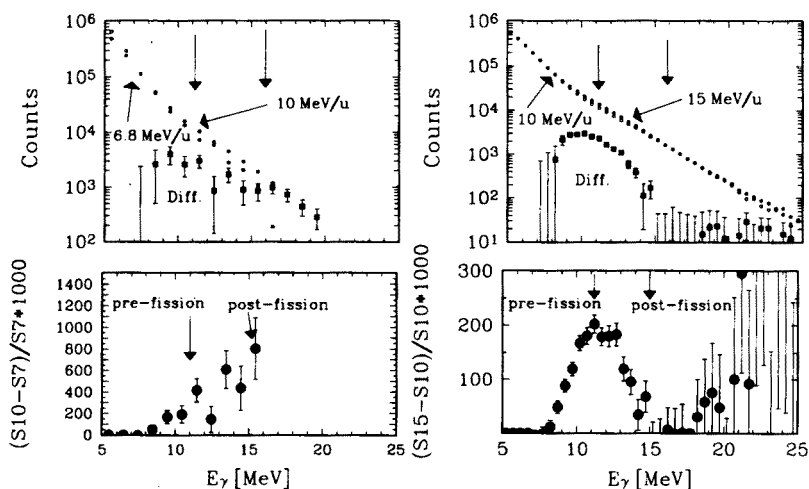 10⁶
10⁵
10⁴
10³
10²
Counts
6.8 MeV/u
10 MeV/u
Diff.
10⁶
10⁵
10⁴
10³
10²
10¹
Counts
10 MeV/u
15 MeV/u
Diff.
1400
1200
1000
800
600
400
200
0
(S10−S7)/S7*1000
pre-fission
post-fission
5 10 15 20 25
Eγ [MeV]
300
200
100
(S15−S10)/S10*1000
pre-fission
post-fission
5 10 15 20 25
Eγ [MeV]